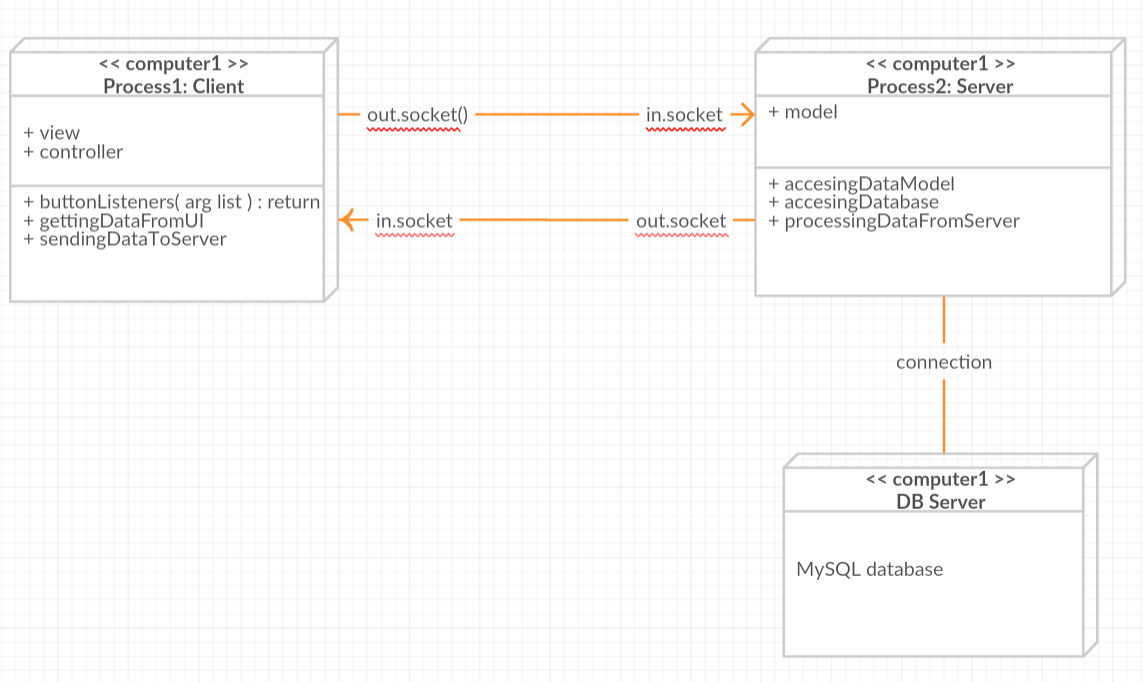 << computer1 >>
Process1: Client
+ view
+ controller
+ buttonListeners( arg list ) : return
+ gettingDataFromUI
+ sendingDataToServer
out.socket()
in.socket
in.socket
out.socket
<< computer1 >>
Process2: Server
+ model
+ accesingDataModel
+ accesingDatabase
+ processingDataFromServer
connection
<< computer1 >>
DB Server
MySQL database